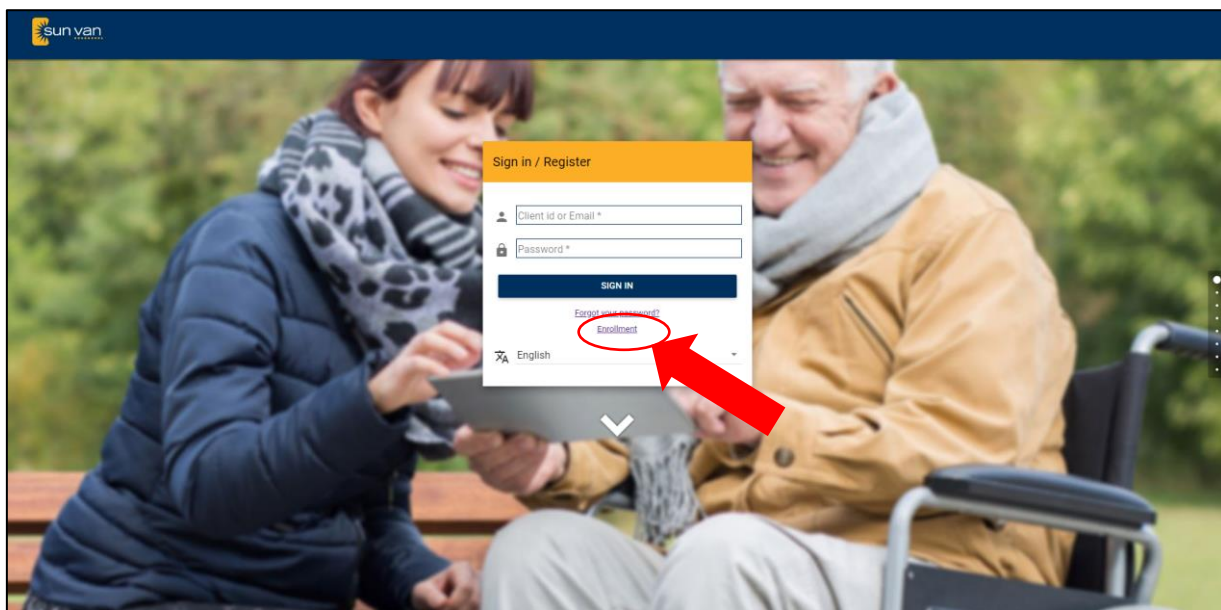 sun van
Sign in / Register
Client id or Email *
Password *
SIGN IN
Forgot your password?
Enrollment
English